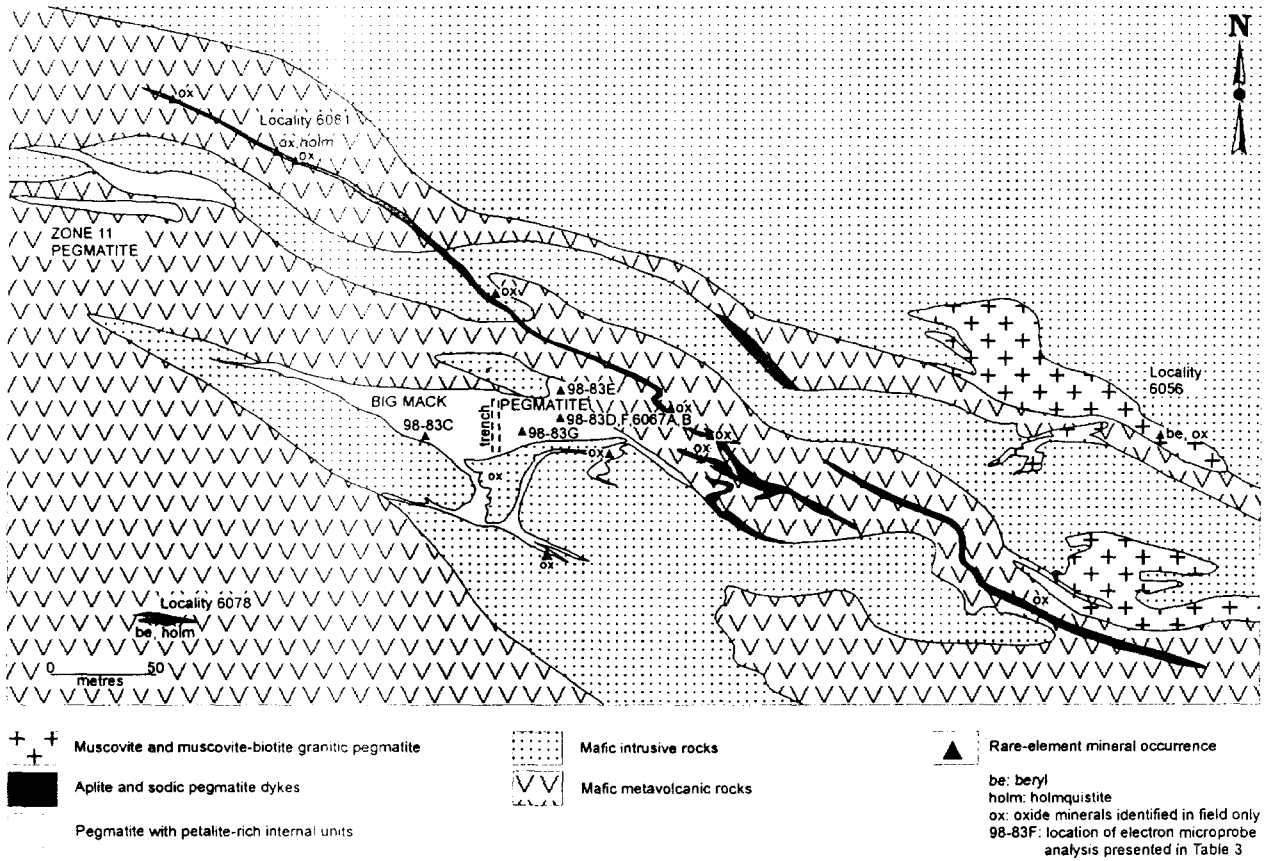 N
ox
Locality 6081
ox, holm
ox
ZONE 11
PEGMATITE
ox
Locality
6056
be, ox
BIG MACK
PEGMATITE
trench
98-83E
98-83D,F,6067A,B
98-83C
98-83G
ox
ox
ox
ox
ox
ox
ox
Locality 6078
be, holm
0 50
metres
Muscovite and muscovite-biotite granitic pegmatite
Aplite and sodic pegmatite dykes
Pegmatite with petalite-rich internal units
Mafic intrusive rocks
Mafic metavolcanic rocks
Rare-element mineral occurrence
be: beryl
holm: holmquistite
ox: oxide minerals identified in field only
98-83F: location of electron microprobe
analysis presented in Table 3